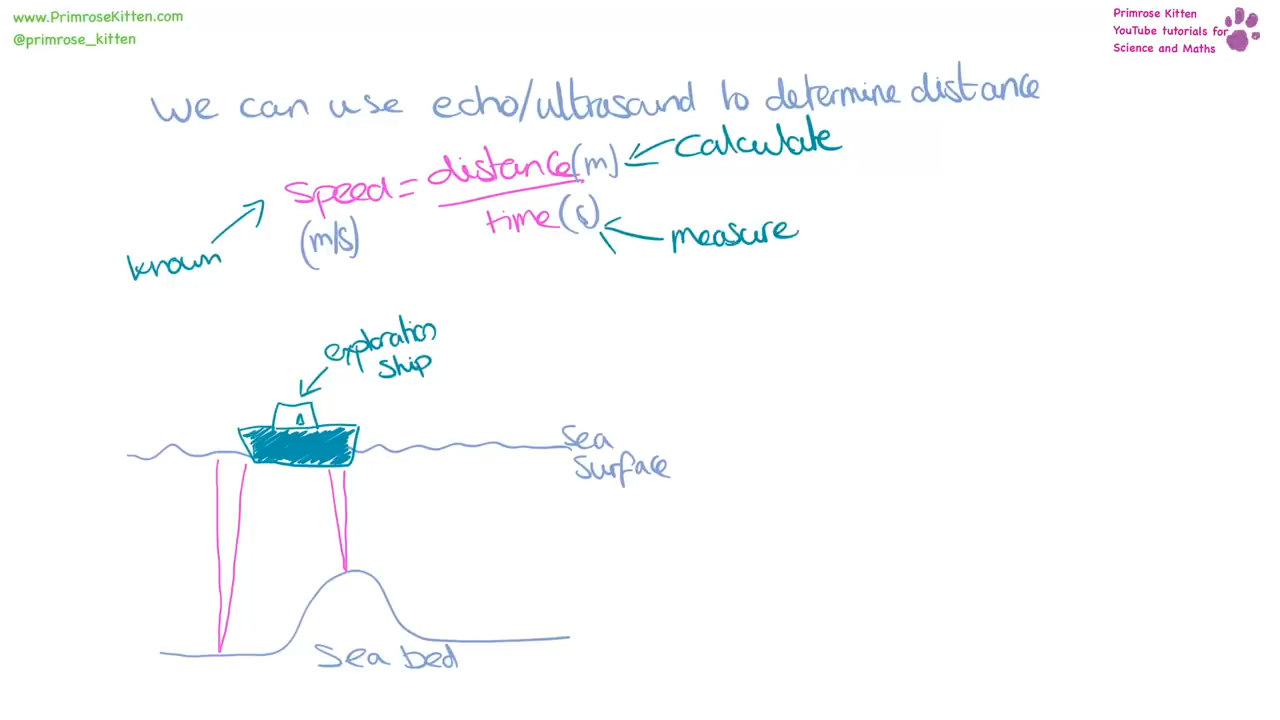 www.PrimroseKitten.com
@primrose_kitten
Primrose Kitten
YouTube tutorials for
Science and Maths
We can use echo/ultrasound to determine distance
speed = distance (m)
time (s)
(m/s)
calculate
measure
known
exploration
ship
sea
surface
sea bed